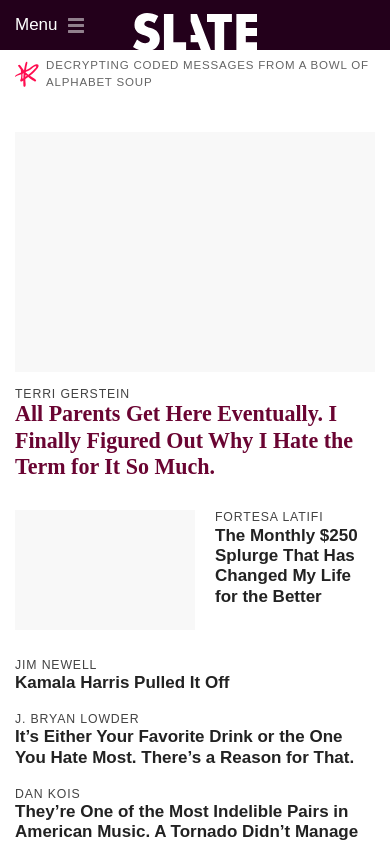 Menu
SLATE
DECRYPTING CODED MESSAGES FROM A BOWL OF
ALPHABET SOUP
TERRI GERSTEIN
All Parents Get Here Eventually. I
Finally Figured Out Why I Hate the
Term for It So Much.
FORTESA LATIFI
The Monthly $250
Splurge That Has
Changed My Life
for the Better
JIM NEWELL
Kamala Harris Pulled It Off
J. BRYAN LOWDER
It’s Either Your Favorite Drink or the One
You Hate Most. There’s a Reason for That.
DAN KOIS
They’re One of the Most Indelible Pairs in
American Music. A Tornado Didn’t Manage